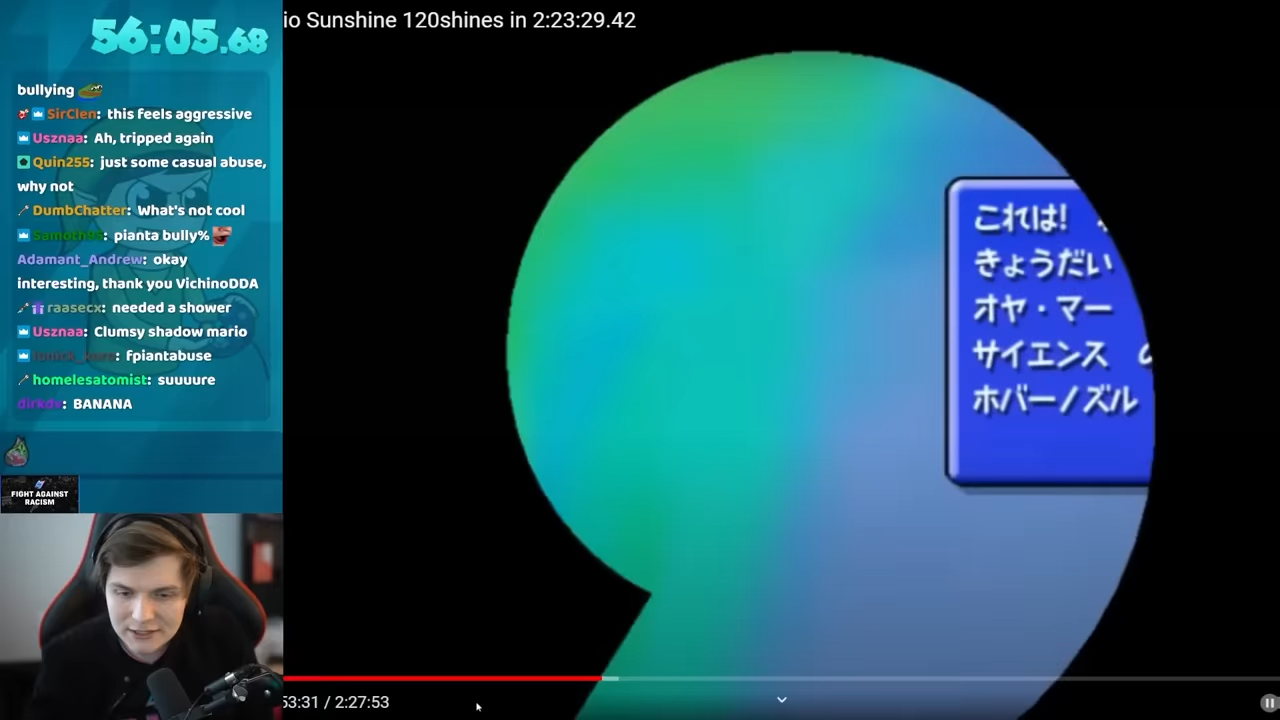 56:05.68
io Sunshine 120shines in 2:23:29.42
bullying
SirClen: this feels aggressive
Usznaa: Ah, tripped again
Quin255: just some casual abuse,
why not
DumbChatter: What's not cool
pianta bully%
Adamant_Andrew: okay
interesting, thank you VichinoDDA
raasecx: needed a shower
Usznaa: Clumsy shadow mario
: fpiantabuse
homelesatomist: suuuure
: BANANA
FIGHT AGAINST
RACISM
これは!
きょうだい
オヤ・マー
サイエンス の
ホバーノズル
53:31 / 2:27:53